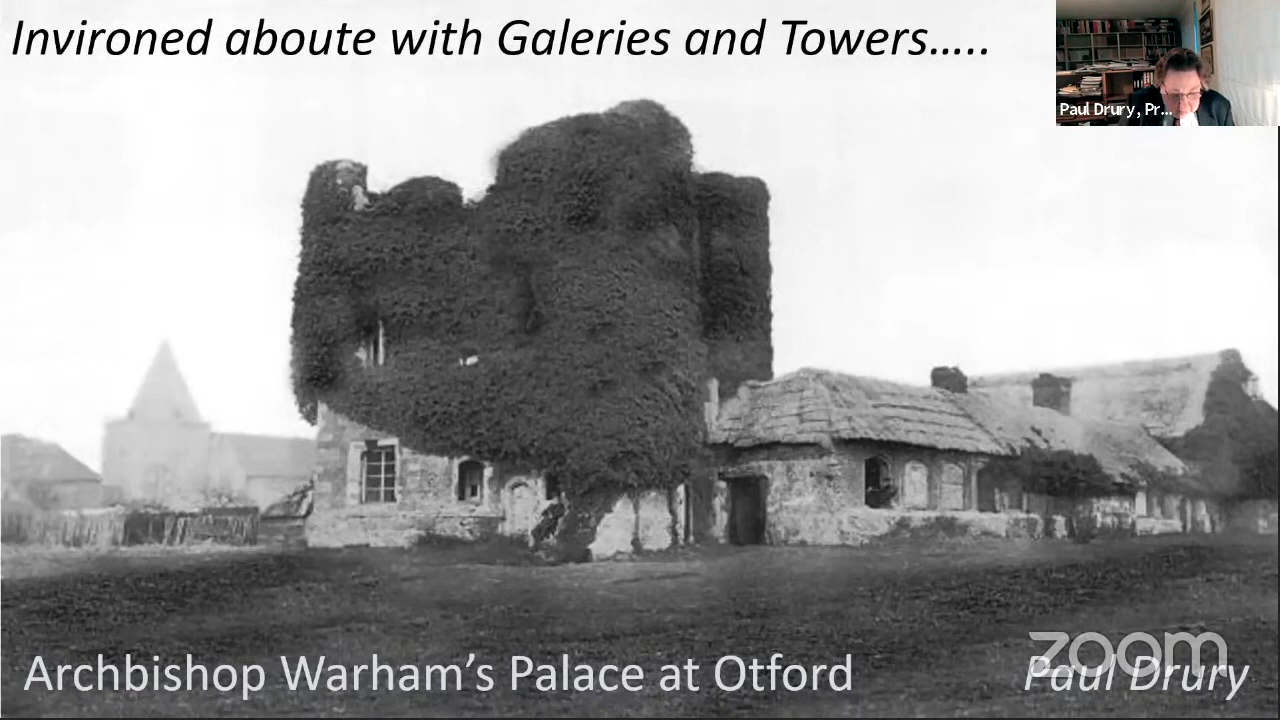 Invironed aboute with Galeries and Towers.....
Paul Drury, Pr...
zoom
Archbishop Warham's Palace at Otford
Paul Drury